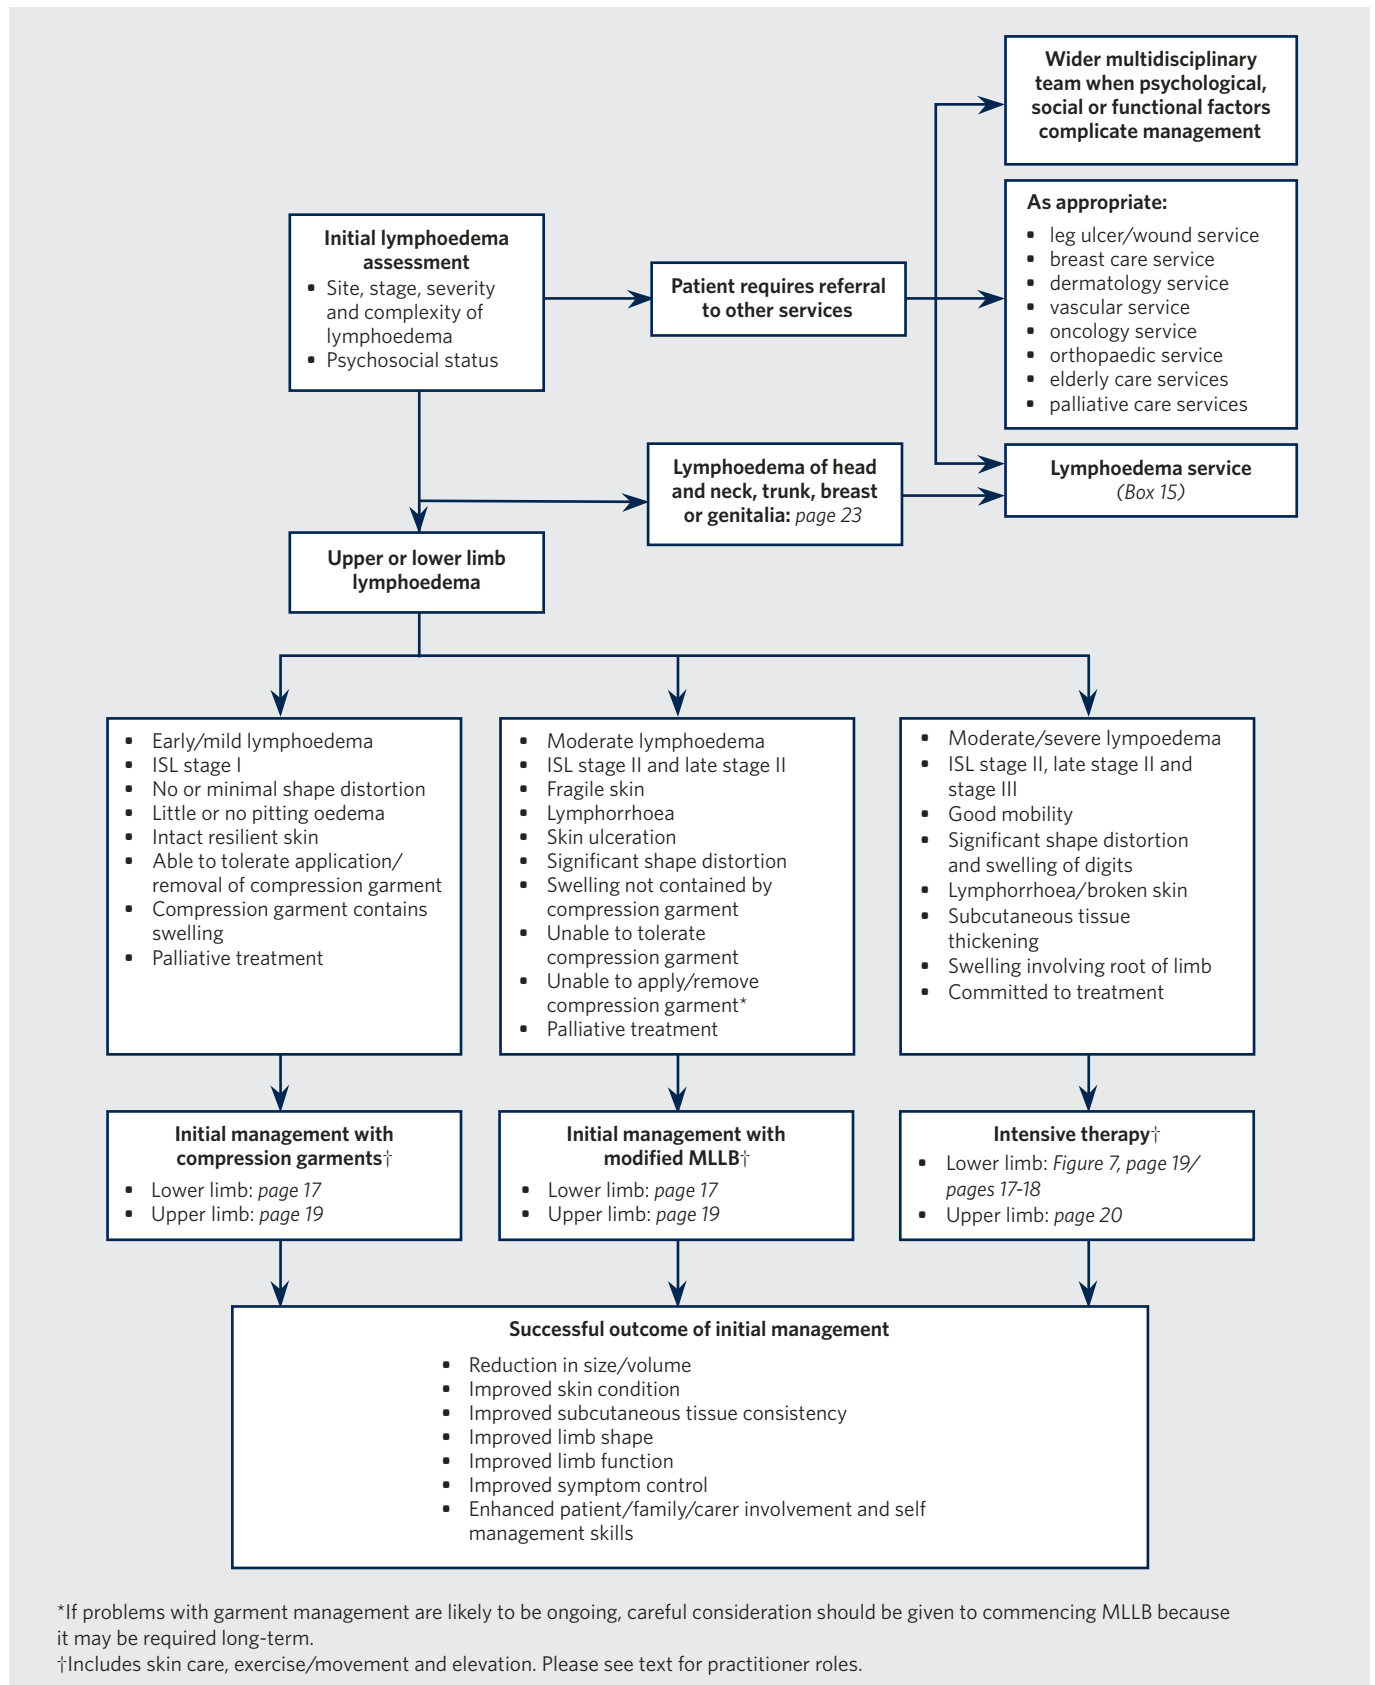 Wider multidisciplinary
team when psychological,
social or functional factors
complicate management
As appropriate:
▪ leg ulcer/wound service
▪ breast care service
▪ dermatology service
▪ vascular service
▪ oncology service
▪ orthopaedic service
▪ elderly care services
▪ palliative care services
Initial lymphoedema
assessment
▪ Site, stage, severity
and complexity of
lymphoedema
▪ Psychosocial status
Patient requires referral
to other services
Lymphoedema of head
and neck, trunk, breast
or genitalia: page 23
Lymphoedema service
(Box 15)
Upper or lower limb
lymphoedema
▪ Early/mild lymphoedema
▪ ISL stage I
▪ No or minimal shape distortion
▪ Little or no pitting oedema
▪ Intact resilient skin
▪ Able to tolerate application/
removal of compression garment
▪ Compression garment contains
swelling
▪ Palliative treatment
▪ Moderate lymphoedema
▪ ISL stage II and late stage II
▪ Fragile skin
▪ Lymphorrhoea
▪ Skin ulceration
▪ Significant shape distortion
▪ Swelling not contained by
compression garment
▪ Unable to tolerate
compression garment
▪ Unable to apply/remove
compression garment*
▪ Palliative treatment
▪ Moderate/severe lympoedema
▪ ISL stage II, late stage II and
stage III
▪ Good mobility
▪ Significant shape distortion
and swelling of digits
▪ Lymphorrhoea/broken skin
▪ Subcutaneous tissue
thickening
▪ Swelling involving root of limb
▪ Committed to treatment
Initial management with
compression garments†
▪ Lower limb: page 17
▪ Upper limb: page 19
Initial management with
modified MLLB†
▪ Lower limb: page 17
▪ Upper limb: page 19
Intensive therapy†
▪ Lower limb: Figure 7, page 19/
pages 17-18
▪ Upper limb: page 20
Successful outcome of initial management
▪ Reduction in size/volume
▪ Improved skin condition
▪ Improved subcutaneous tissue consistency
▪ Improved limb shape
▪ Improved limb function
▪ Improved symptom control
▪ Enhanced patient/family/carer involvement and self
management skills
*If problems with garment management are likely to be ongoing, careful consideration should be given to commencing MLLB because
it may be required long-term.
†Includes skin care, exercise/movement and elevation. Please see text for practitioner roles.